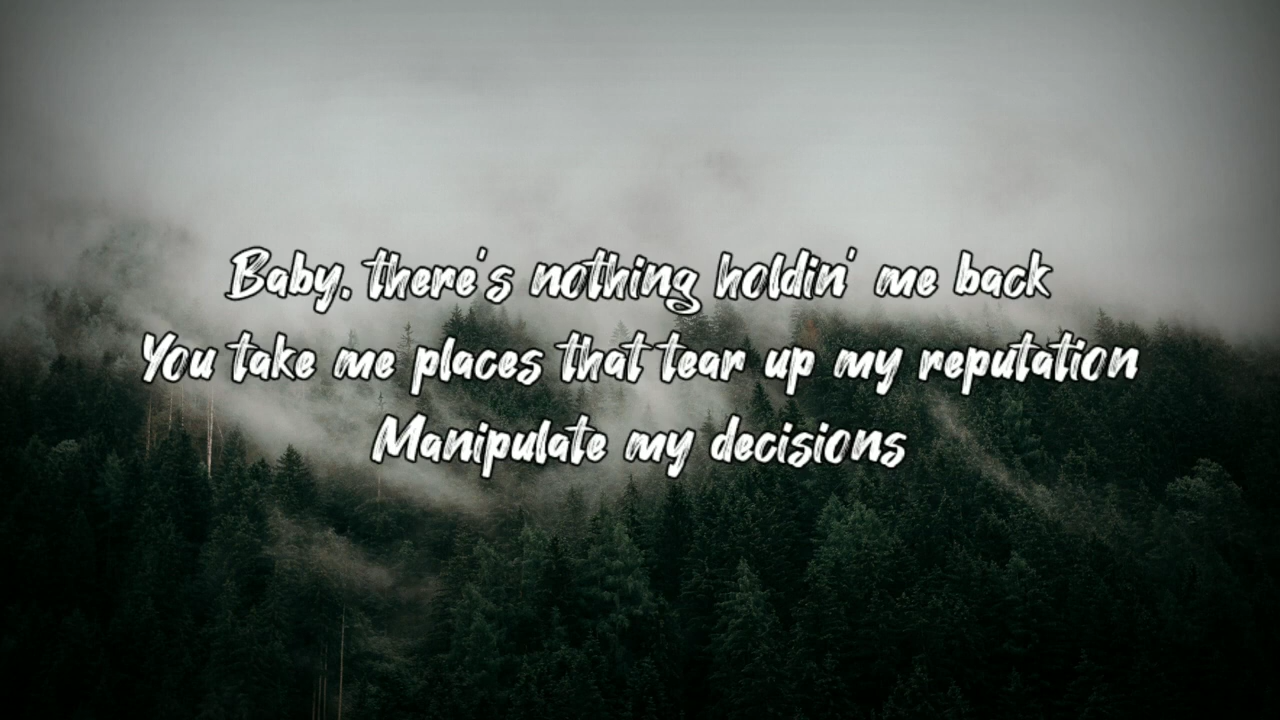 Baby, there's nothing holdin' me back
You take me places that tear up my reputation
Manipulate my decisions